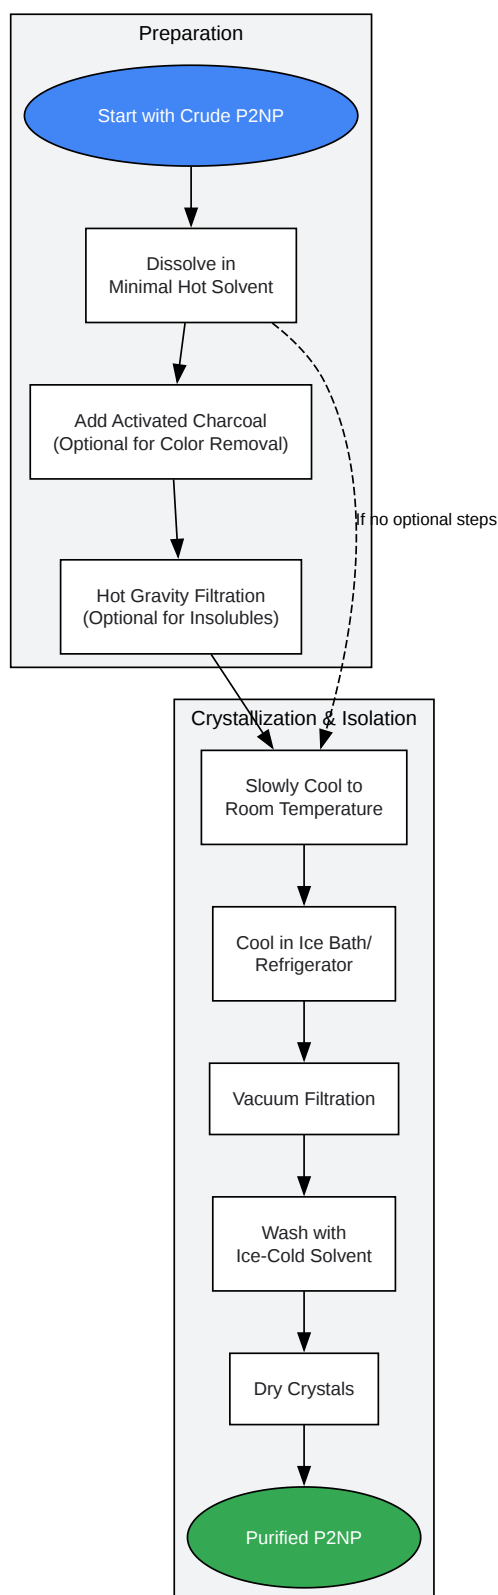 Preparation
Start with Crude P2NP
Dissolve in
Minimal Hot Solvent
Add Activated Charcoal
(Optional for Color Removal)
If no optional steps
Hot Gravity Filtration
(Optional for Insolubles)
Crystallization & Isolation
Slowly Cool to
Room Temperature
Cool in Ice Bath/
Refrigerator
Vacuum Filtration
Wash with
Ice-Cold Solvent
Dry Crystals
Purified P2NP